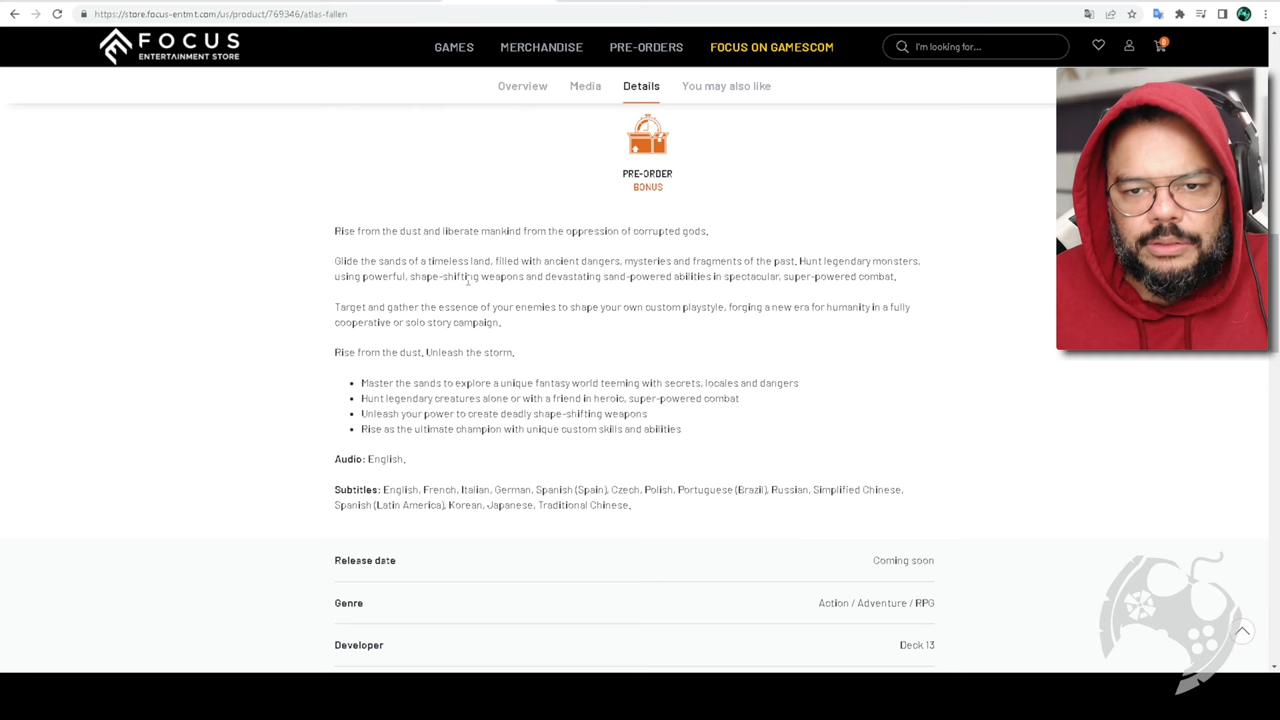 https://store.focus-entmt.com/us/product/769346/atlas-fallen
FOCUS
ENTERTAINMENT STORE
GAMES MERCHANDISE PRE-ORDERS FOCUS ON GAMESCOM I'm looking for... 0
Overview Media Details You may also like
PRE-ORDER
BONUS
Rise from the dust and liberate mankind from the oppression of corrupted gods.
Glide the sands of a timeless land, filled with ancient dangers, mysteries and fragments of the past. Hunt legendary monsters,
using powerful, shape-shifting weapons and devastating sand-powered abilities in spectacular, super-powered combat.
Target and gather the essence of your enemies to shape your own custom playstyle, forging a new era for humanity in a fully
cooperative or solo story campaign.
Rise from the dust. Unleash the storm.
• Master the sands to explore a unique fantasy world teeming with secrets, locales and dangers
• Hunt legendary creatures alone or with a friend in heroic, super-powered combat
• Unleash your power to create deadly shape-shifting weapons
• Rise as the ultimate champion with unique custom skills and abilities
Audio: English.
Subtitles: English, French, Italian, German, Spanish (Spain), Czech, Polish, Portuguese (Brazil), Russian, Simplified Chinese,
Spanish (Latin America), Korean, Japanese, Traditional Chinese.
Release date Coming soon
Genre Action / Adventure / RPG
Developer Deck 13